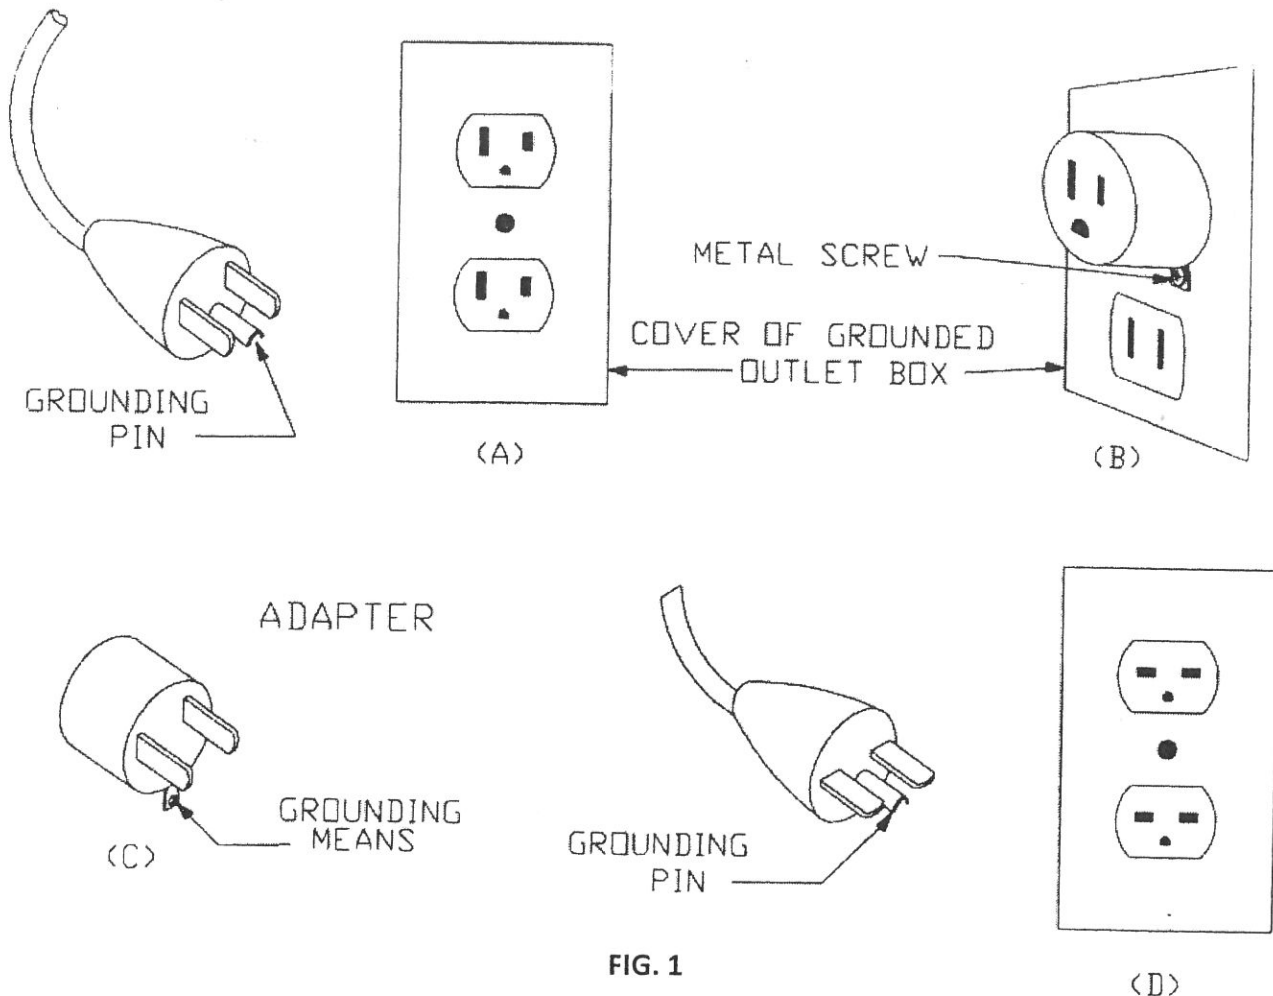 METAL SCREW
COVER OF GROUNDED
OUTLET BOX
GROUNDING
PIN
(A)
(B)
ADAPTER
GROUNDING
MEANS
(C)
GROUNDING
PIN
FIG. 1
(D)